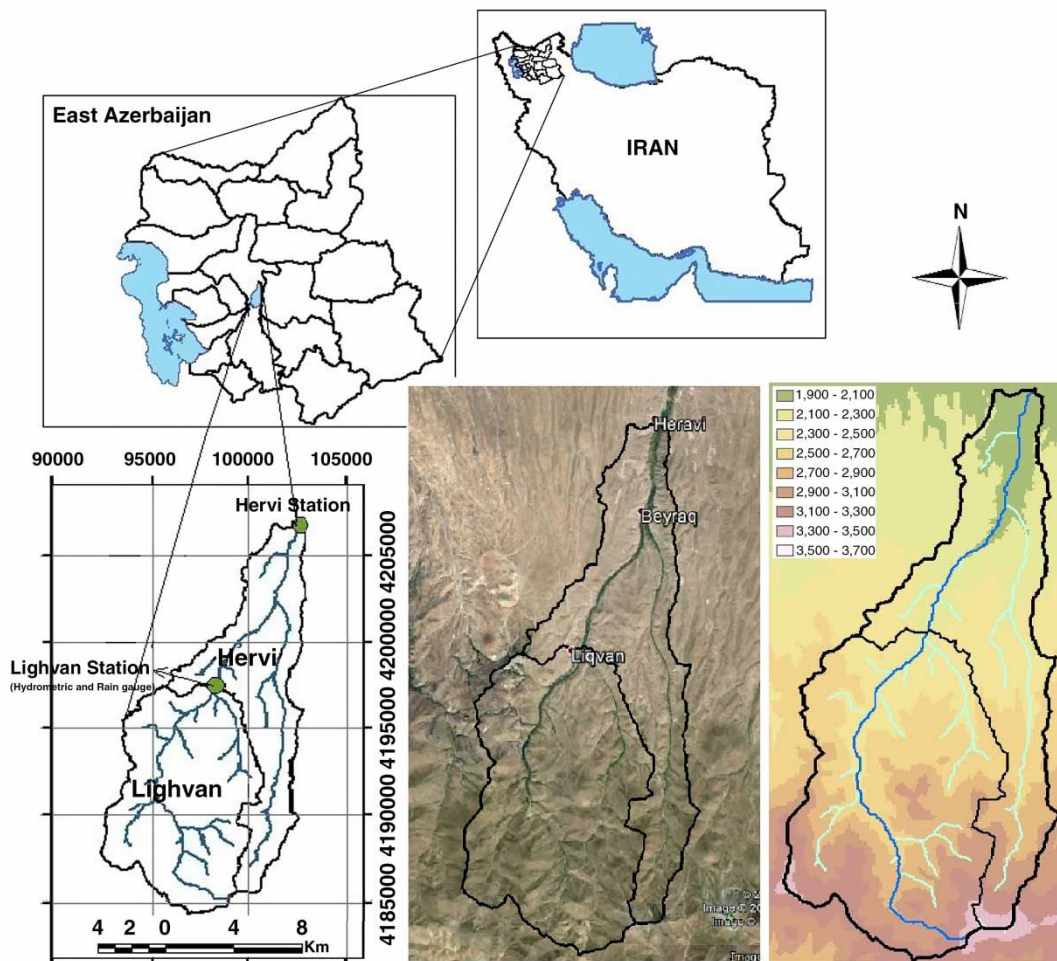 East Azerbaijan
IRAN
N
90000 95000 100000 105000
Hervi Station
Hervi
Lighvan Station
(Hydrometric and Rain gauge)
Lighvan
4205000
4200000
4195000
4190000
4185000
4 2 0 4 8
Km
Heravi
Beyraq
Liqvan
Image ©
Image ©
Image
1,900 - 2,100
2,100 - 2,300
2,300 - 2,500
2,500 - 2,700
2,700 - 2,900
2,900 - 3,100
3,100 - 3,300
3,300 - 3,500
3,500 - 3,700